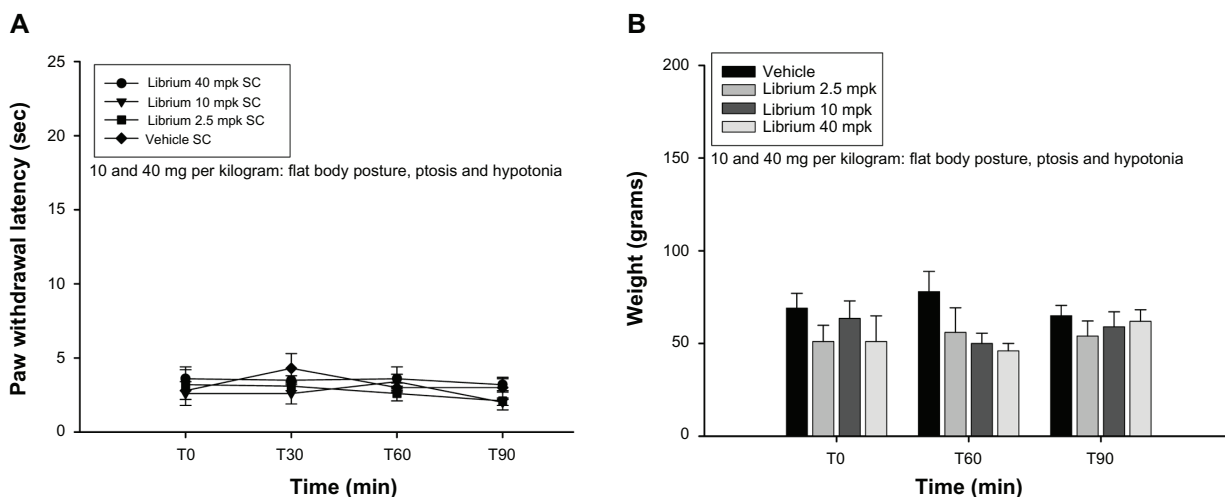 A
Paw withdrawal latency (sec)
25
20
15
10
5
0
Librium 40 mpk SC
Librium 10 mpk SC
Librium 2.5 mpk SC
Vehicle SC
10 and 40 mg per kilogram: flat body posture, ptosis and hypotonia
T0 T30 T60 T90
Time (min)
B
Weight (grams)
200
150
100
50
0
Vehicle
Librium 2.5 mpk
Librium 10 mpk
Librium 40 mpk
10 and 40 mg per kilogram: flat body posture, ptosis and hypotonia
T0 T60 T90
Time (min)